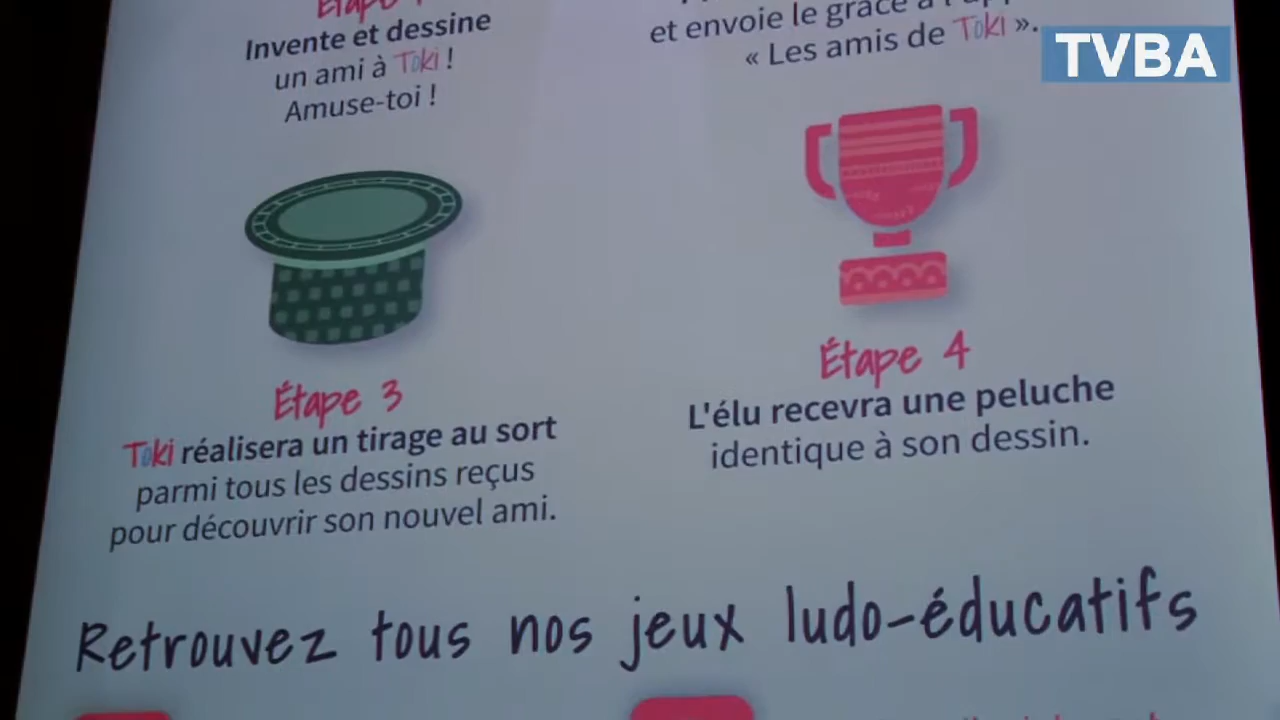 Étape
Invente et dessine
un ami à Toki !
Amuse-toi !
et envoie le grâce à l'
« Les amis de Toki ».
TVBA
Étape 3
Toki réalisera un tirage au sort
parmi tous les dessins reçus
pour découvrir son nouvel ami.
Étape 4
L'élu recevra une peluche
identique à son dessin.
Retrouvez tous nos jeux ludo-éducatifs